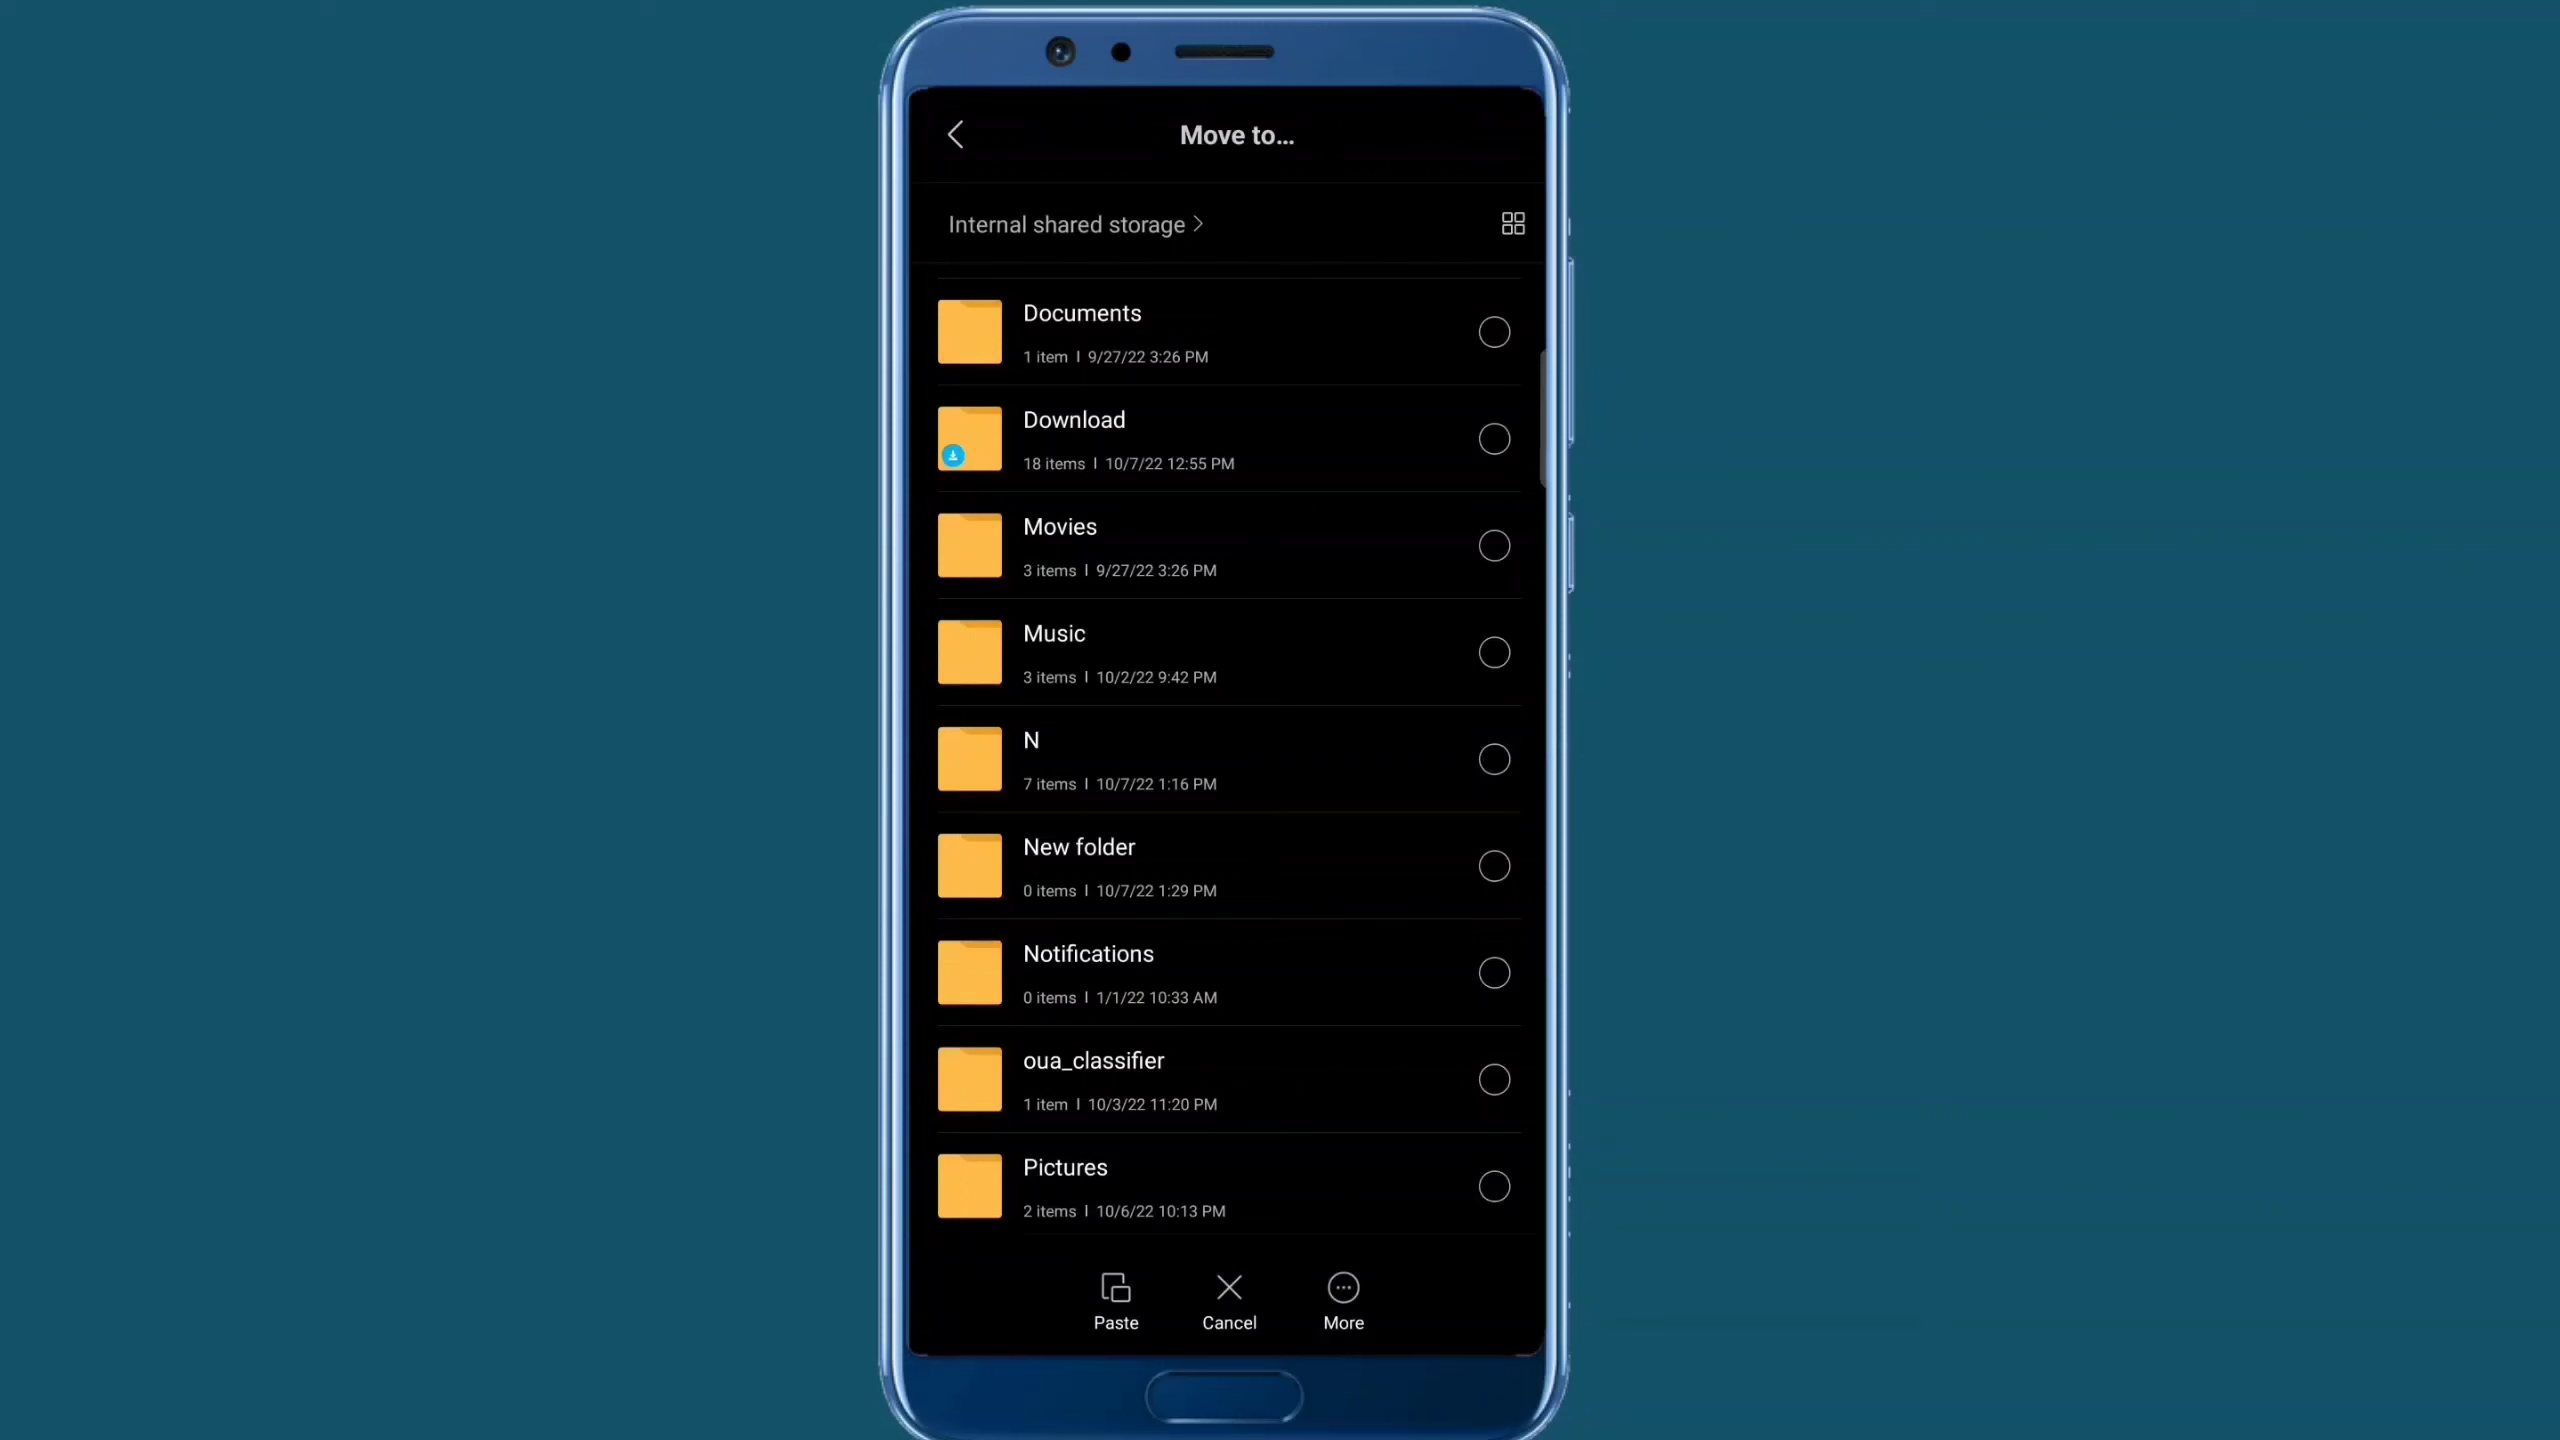 Move to...
Internal shared storage >
Documents
1 item | 9/27/22 3:26 PM
Download
18 items | 10/7/22 12:55 PM
Movies
3 items | 9/27/22 3:26 PM
Music
3 items | 10/2/22 9:42 PM
N
7 items | 10/7/22 1:16 PM
New folder
0 items | 10/7/22 1:29 PM
Notifications
0 items | 1/1/22 10:33 AM
oua_classifier
1 item | 10/3/22 11:20 PM
Pictures
2 items | 10/6/22 10:13 PM
Paste Cancel More